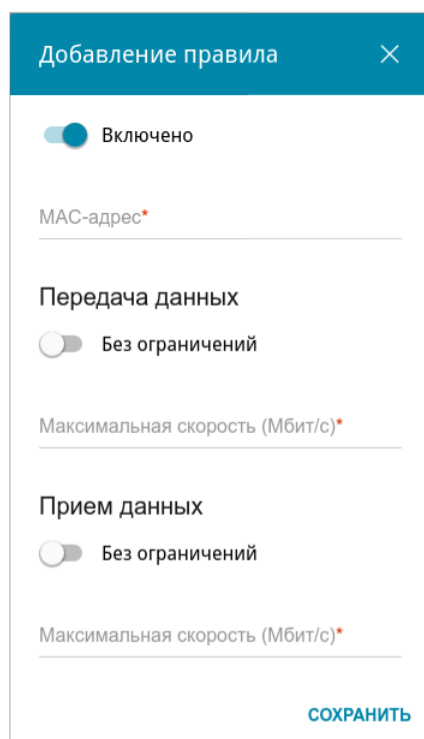 Добавление правила
Включено
MAC-адрес*
Передача данных
Без ограничений
Максимальная скорость (Мбит/с)*
Прием данных
Без ограничений
Максимальная скорость (Мбит/с)*
СОХРАНИТЬ